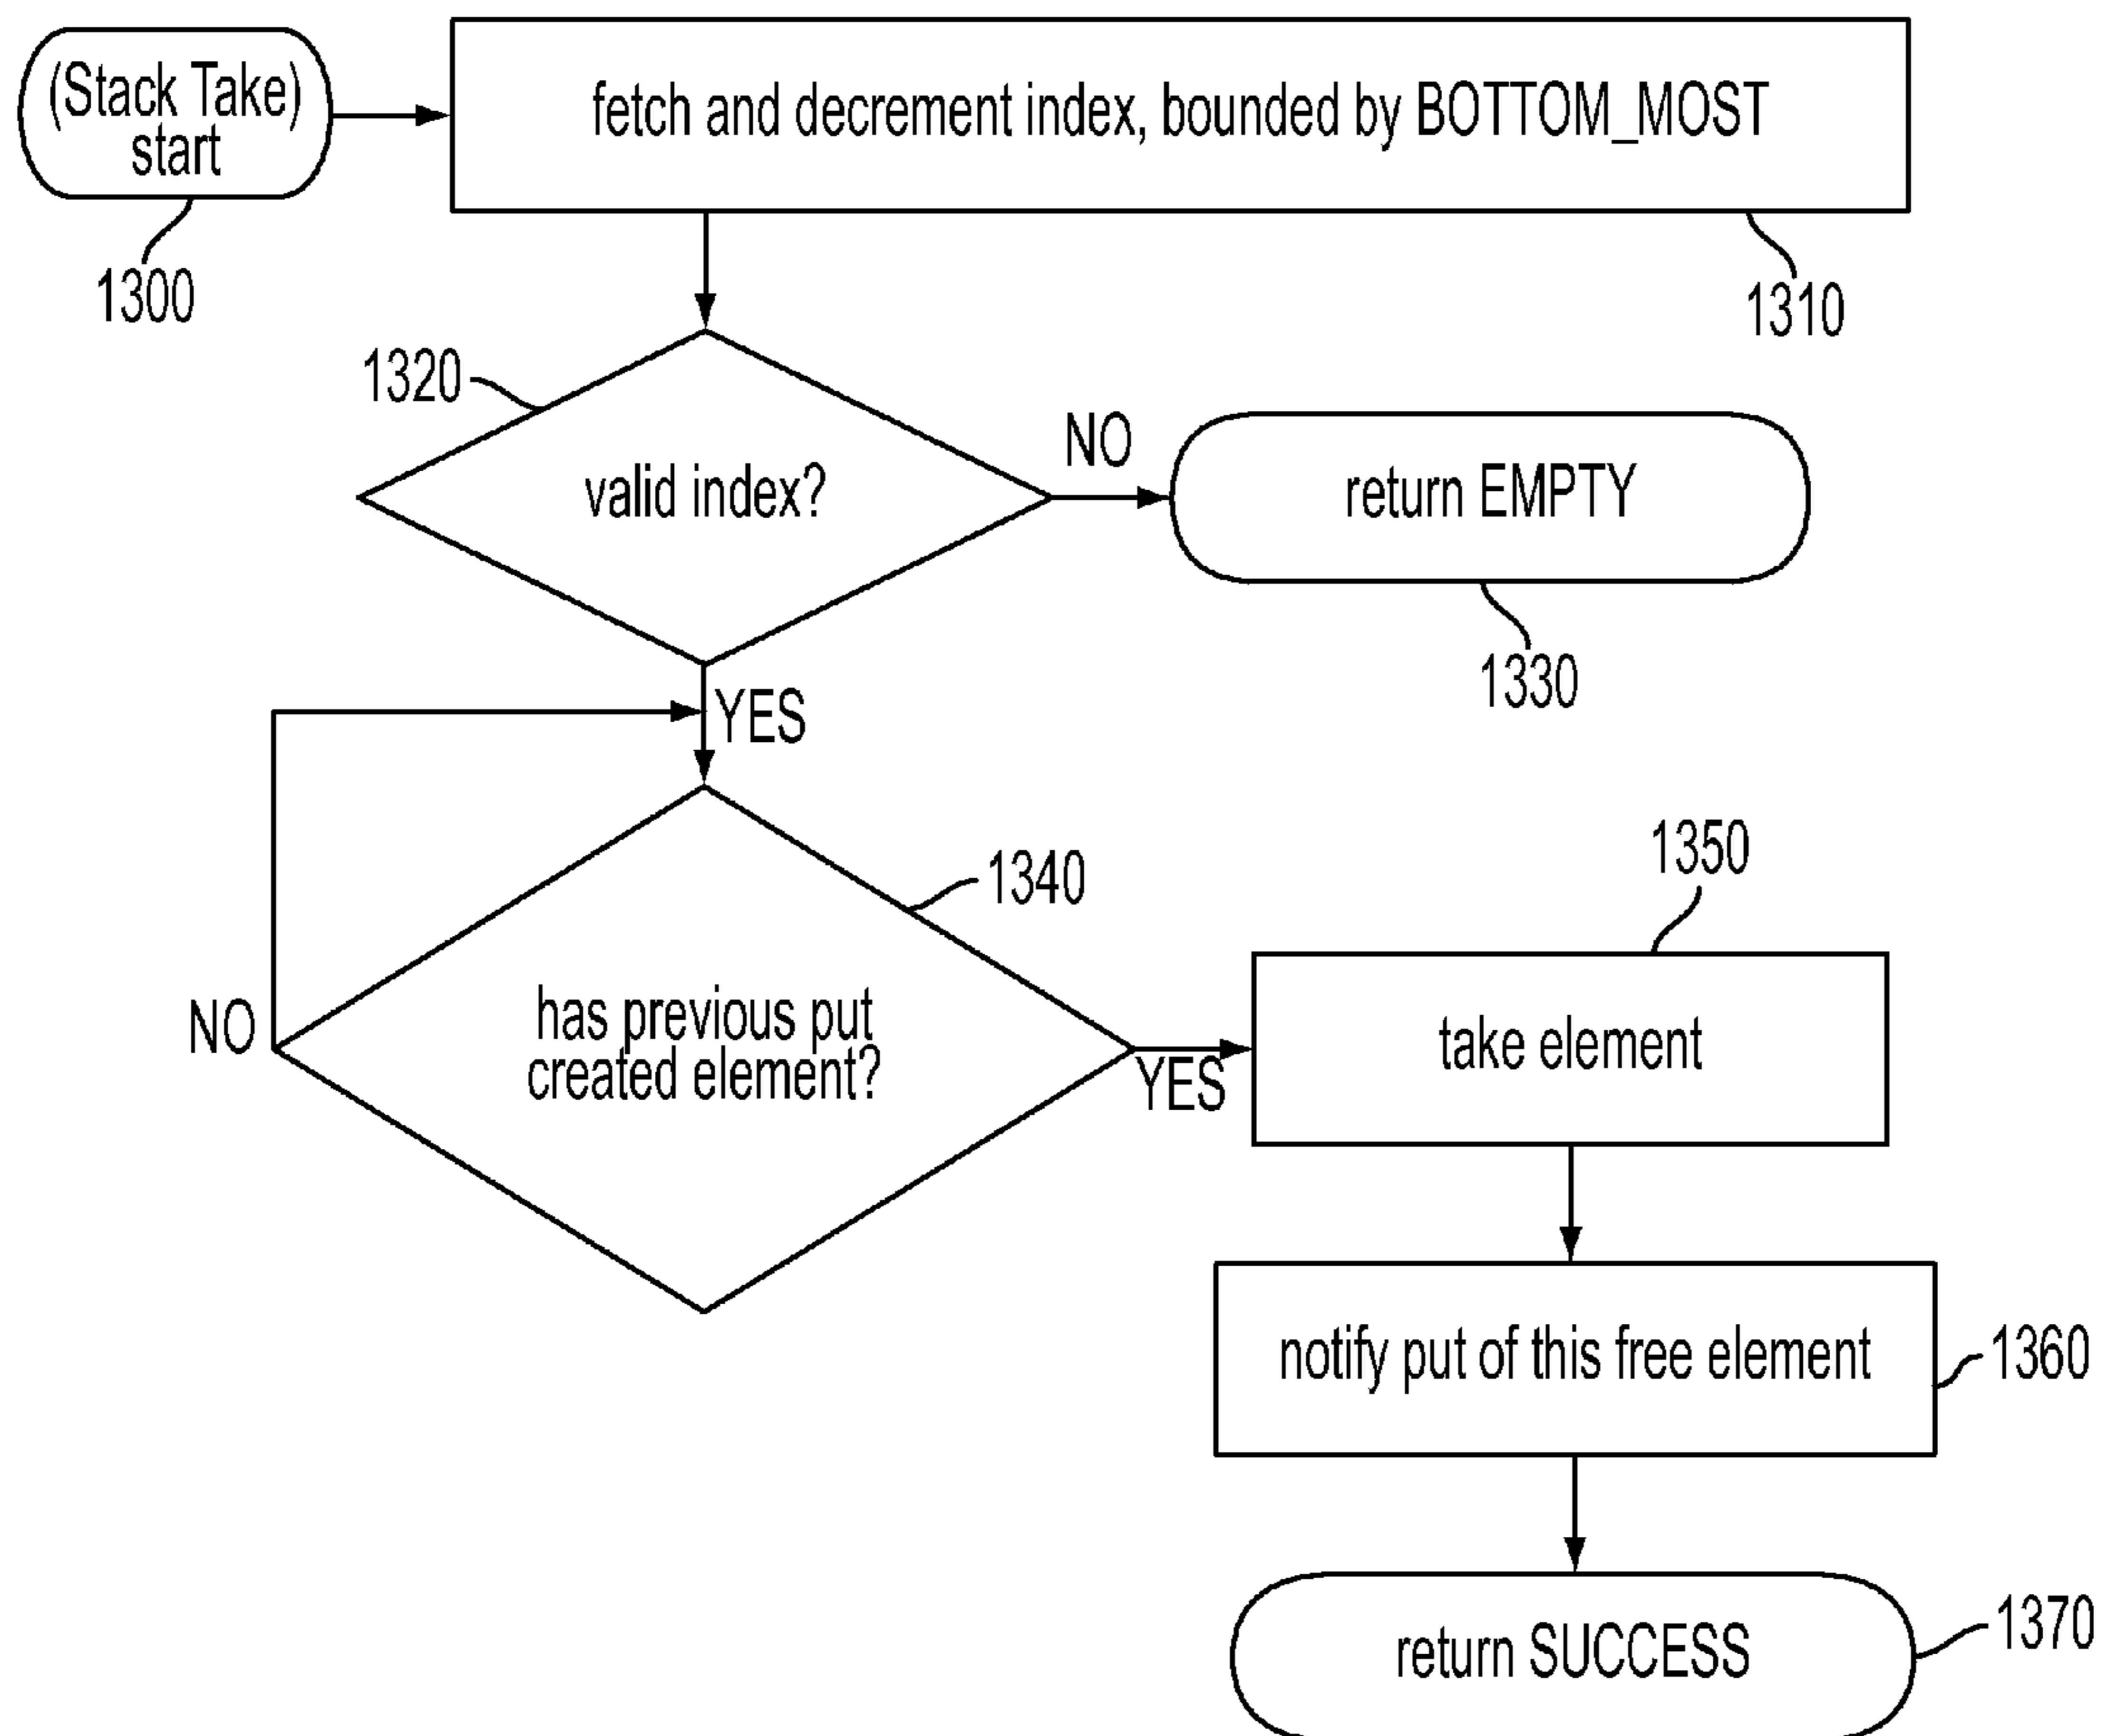 (Stack Take)
start
1300
fetch and decrement index, bounded by BOTTOM_MOST
1310
1320
valid index?
NO
return EMPTY
1330
YES
1340
has previous put
created element?
NO
YES
1350
take element
notify put of this free element
1360
return SUCCESS
1370